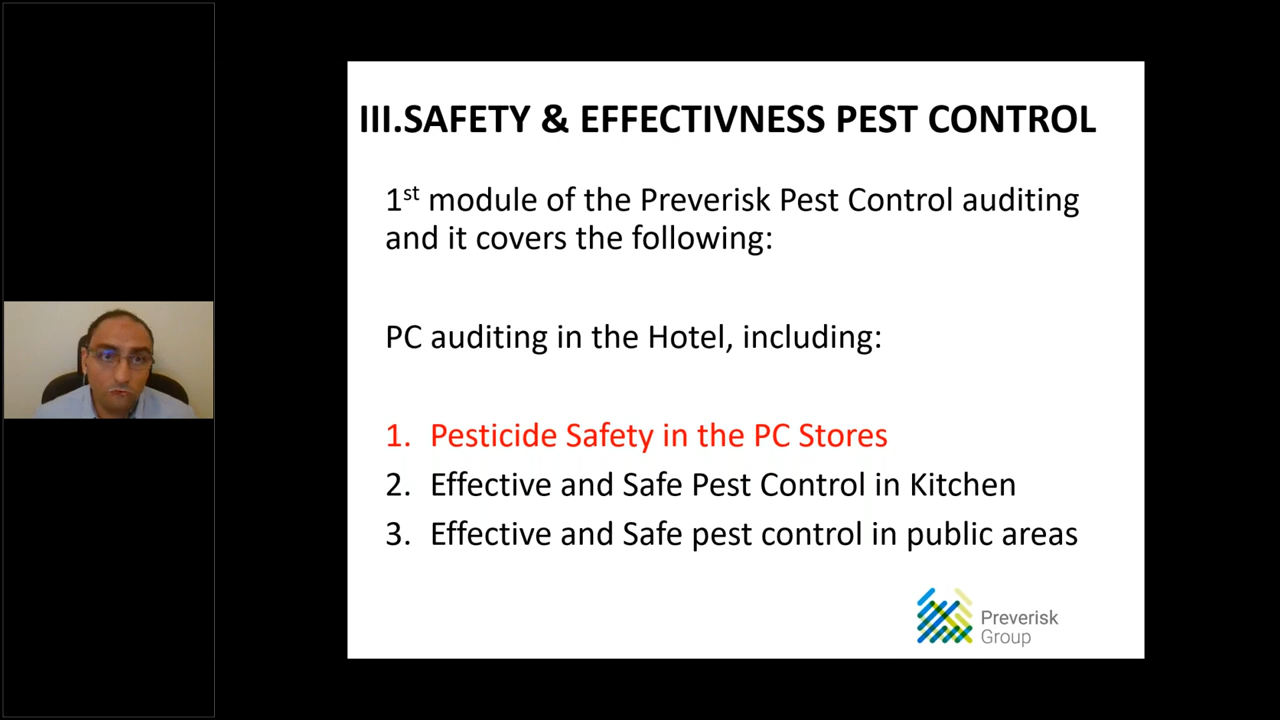 III.SAFETY & EFFECTIVNESS PEST CONTROL
1st module of the Preverisk Pest Control auditing
and it covers the following:
PC auditing in the Hotel, including:
1. Pesticide Safety in the PC Stores
2. Effective and Safe Pest Control in Kitchen
3. Effective and Safe pest control in public areas
Preverisk
Group